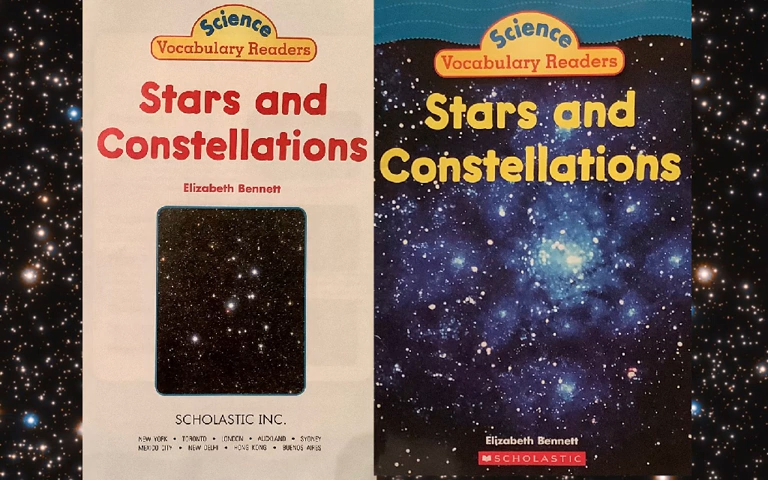 Science
Vocabulary Readers
Stars and
Constellations
Elizabeth Bennett
SCHOLASTIC INC.
NEW YORK • TORONTO • LONDON • AUCKLAND • SYDNEY
MEXICO CITY • NEW DELHI • HONG KONG • BUENOS AIRES
Science
Vocabulary Readers
Stars and
Constellations
Elizabeth Bennett
SCHOLASTIC